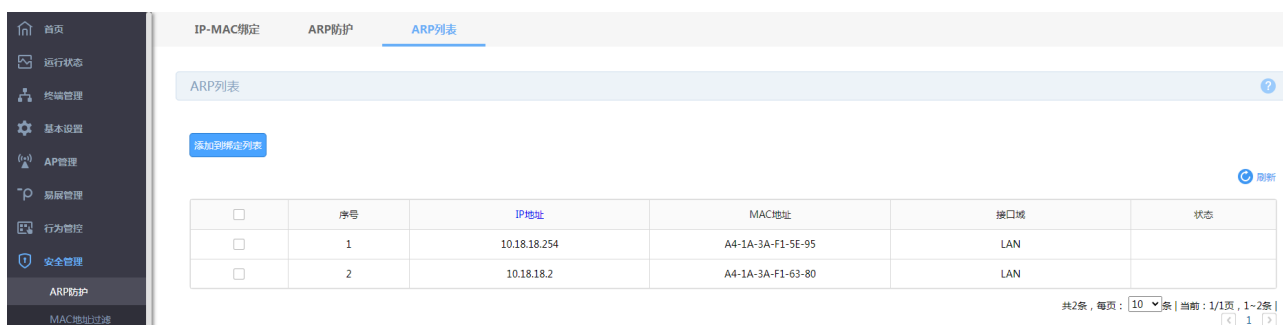 首页
运行状态
终端管理
基本设置
AP管理
易展管理
行为管控
安全管理
ARP防护
MAC地址过滤
IP-MAC绑定 ARP防护 ARP列表
ARP列表 ?
添加到绑定列表
刷新
序号 IP地址 MAC地址 接口域 状态
1 10.18.18.254 A4-1A-3A-F1-5E-95 LAN
2 10.18.18.2 A4-1A-3A-F1-63-80 LAN
共2条，每页： 10 条 | 当前：1/1页，1~2条 |
< 1 >